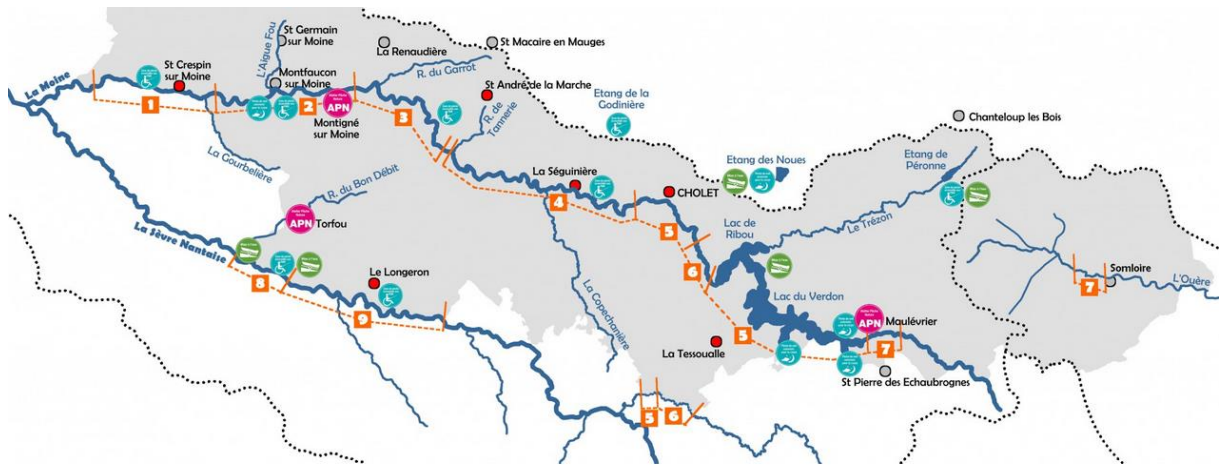 St Germain
sur Moine
La Renaudière
St Macaire en Mauges
L'Aigue Fou
La Moine
St Crespin
sur Moine
Montfaucon
sur Moine
R. du Garrot
St André de la Marche
Etang de la
Godinière
1
2
APN
Montigné
sur Moine
3
R. de
Tannerie
Chanteloup les Bois
La Gourbelière
La Séguinière
Etang des Noues
Etang de
Péronne
R. du Bon Débit
4
CHOLET
APN
Torfou
5
Lac de
Ribou
Le Trézon
La Sèvre Nantaise
6
8
Le Longeron
9
La Copechanière
Lac du Verdon
Somloire
7
L'Ouère
5
APN
Maulévrier
7
La Tessoualle
St Pierre des Echaubrognes
5
6